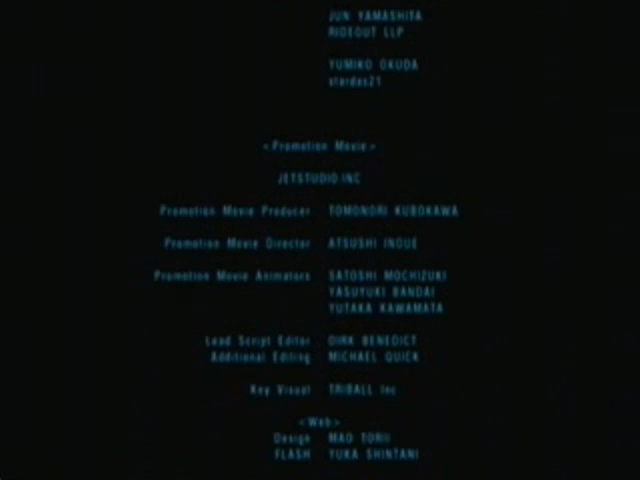 JUN YAMASHITA
RIDEOUT LLP
YUMIKO OKUDA
stardas21
<Promotion Movie>
JETSTUDIO INC
Promotion Movie Producer TOMONORI KUBOKAWA
Promotion Movie Director ATSUSHI INOUE
Promotion Movie Animators SATOSHI MOCHIZUKI
YASUYUKI BANDAI
YUTAKA KAWAMATA
Lead Script Editor DIRK BENEDICT
Additional Editing MICHAEL QUICK
Key Visual TRIBALL Inc
<Web>
Design MAO TORII
FLASH YUKA SHINTANI